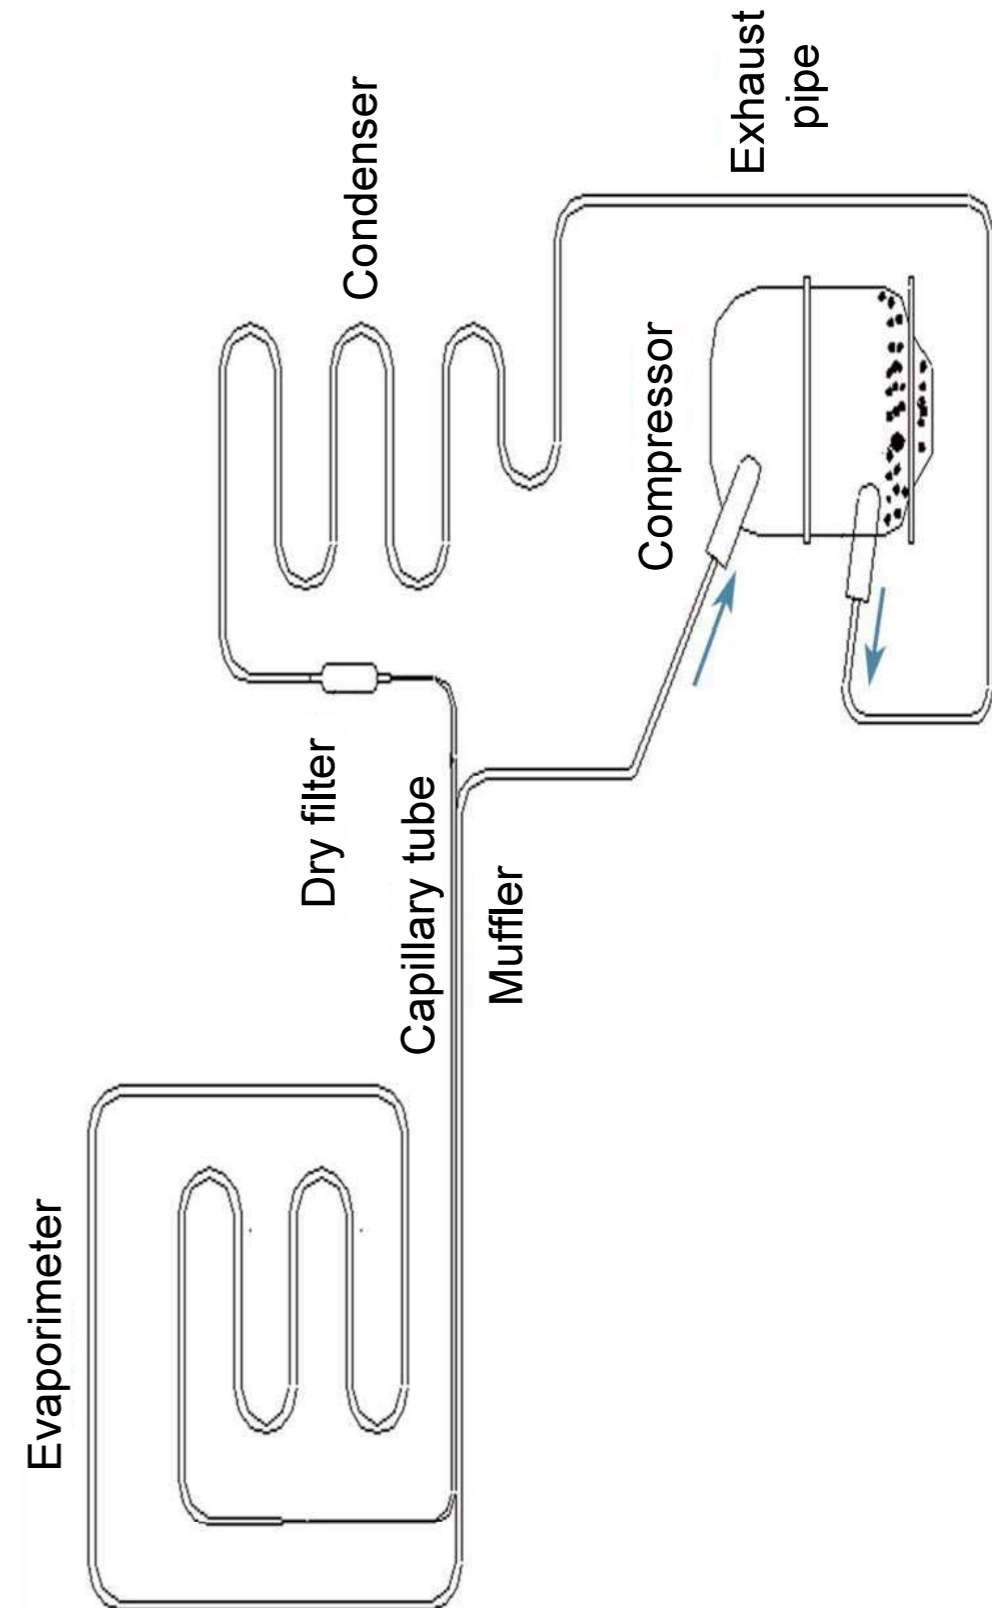 Evaporimeter
Capillary tube
Muffler
Dry filter
Condenser
Compressor
Exhaust
pipe